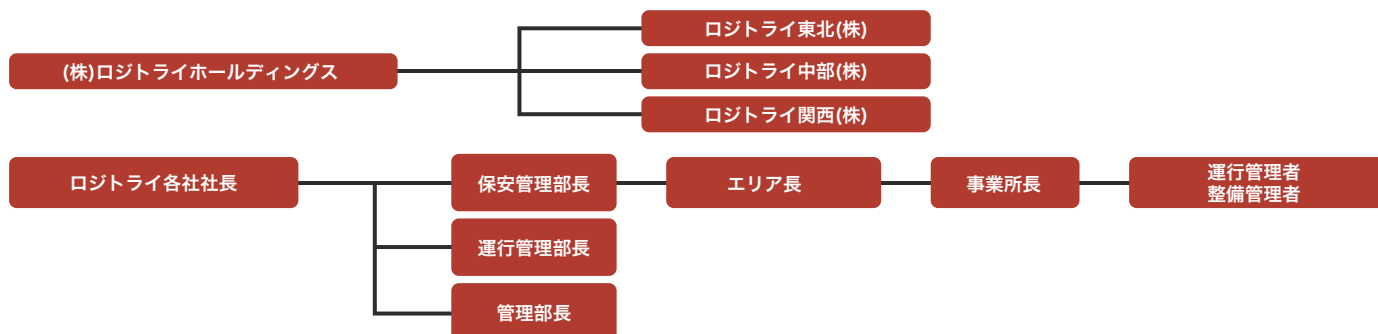 (株)ロジトライホールディングス
ロジトライ東北(株)
ロジトライ中部(株)
ロジトライ関西(株)
ロジトライ各社社長
保安管理部長
エリア長
事業所長
運行管理者
整備管理者
運行管理部長
管理部長